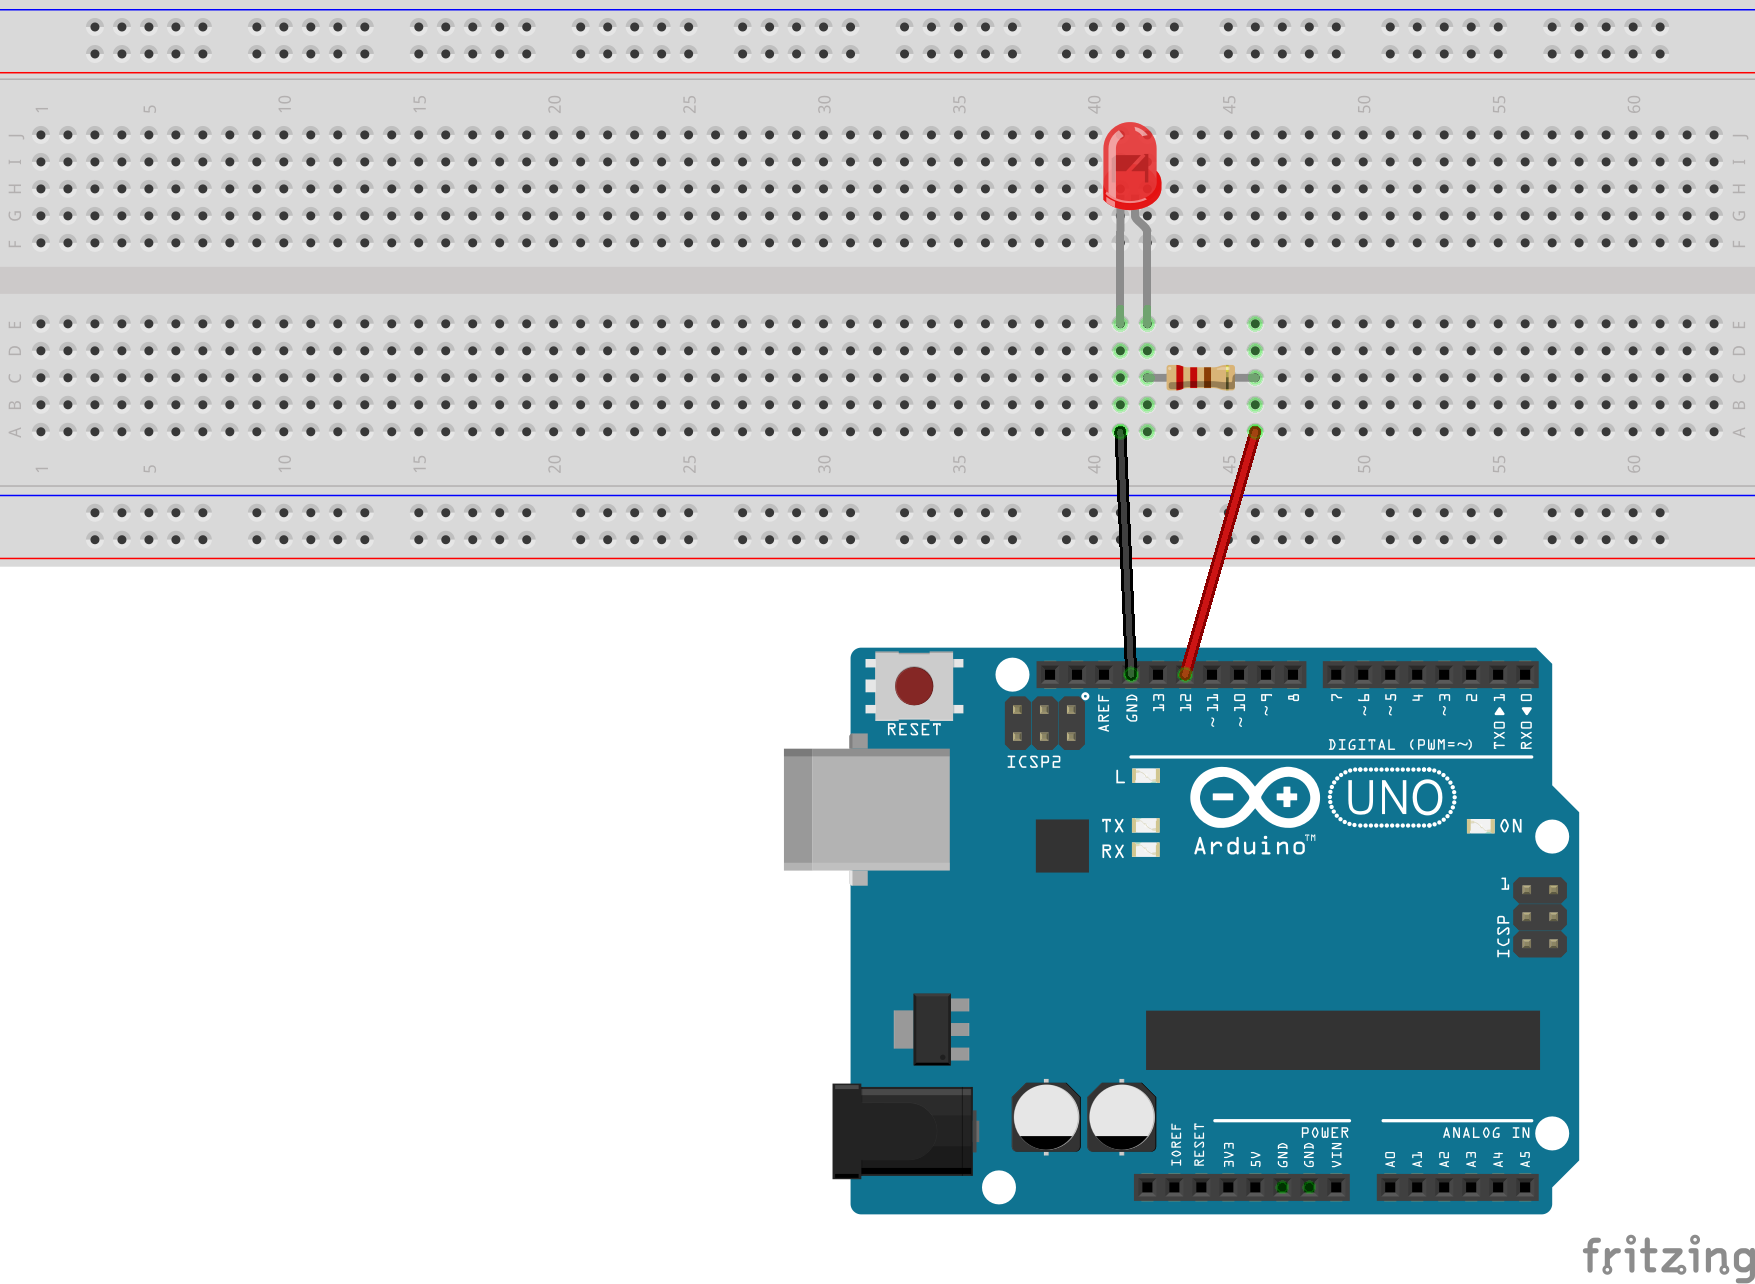 1 5 10 15 20 25 30 35 40 45 50 55 60
J J
I I
H H
G G
F F
E E
D D
C C
B B
A A
1 5 10 15 20 25 30 35 40 45 50 55 60
RESET
AREF GND 13 12 ~11 ~10 ~9 8 7 ~6 ~5 4 ~3 2 TX0▶1 RX0◀0
DIGITAL (PWM=~)
ICSP2
L
TX
RX
Arduino™
UNO
ON
1
ICSP
POWER
ANALOG IN
IOREF RESET 3V3 5V GND GND VIN A0 A1 A2 A3 A4 A5
fritzing